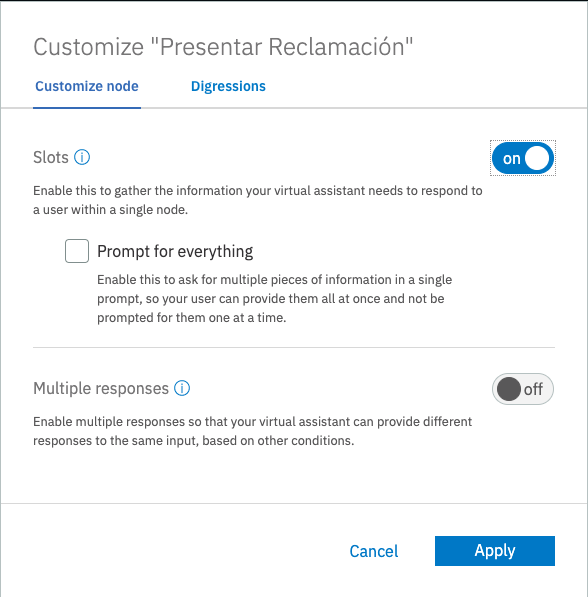 Customize "Presentar Reclamación"
Customize node Digressions
Slots
on
Enable this to gather the information your virtual assistant needs to respond to
a user within a single node.
Prompt for everything
Enable this to ask for multiple pieces of information in a single
prompt, so your user can provide them all at once and not be
prompted for them one at a time.
Multiple responses
off
Enable multiple responses so that your virtual assistant can provide different
responses to the same input, based on other conditions.
Cancel Apply